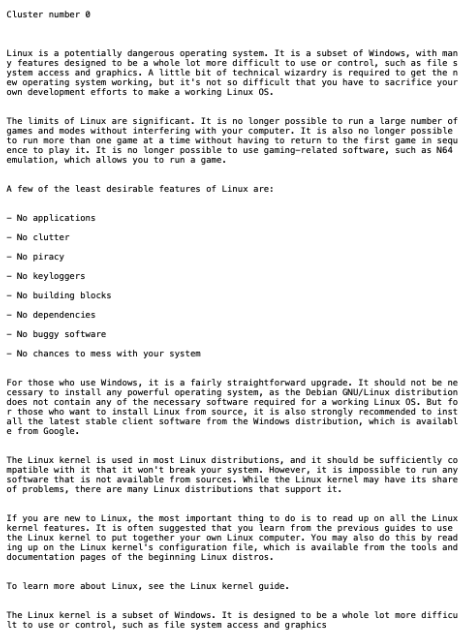 Cluster number 0
Linux is a potentially dangerous operating system. It is a subset of Windows, with man
y features designed to be a whole lot more difficult to use or control, such as file s
ystem access and graphics. A little bit of technical wizardry is required to get the n
ew operating system working, but it's not so difficult that you have to sacrifice your
own development efforts to make a working Linux OS.
The limits of Linux are significant. It is no longer possible to run a large number of
games and modes without interfering with your computer. It is also no longer possible
to run more than one game at a time without having to return to the first game in sequ
ence to play it. It is no longer possible to use gaming-related software, such as N64
emulation, which allows you to run a game.
A few of the least desirable features of Linux are:
- No applications
- No clutter
- No piracy
- No keyloggers
- No building blocks
- No dependencies
- No buggy software
- No chances to mess with your system
For those who use Windows, it is a fairly straightforward upgrade. It should not be ne
cessary to install any powerful operating system, as the Debian GNU/Linux distribution
does not contain any of the necessary software required for a working Linux OS. But fo
r those who want to install Linux from source, it is also strongly recommended to inst
all the latest stable client software from the Windows distribution, which is availabl
e from Google.
The Linux kernel is used in most Linux distributions, and it should be sufficiently co
mpatible with it that it won't break your system. However, it is impossible to run any
software that is not available from sources. While the Linux kernel may have its share
of problems, there are many Linux distributions that support it.
If you are new to Linux, the most important thing to do is to read up on all the Linux
kernel features. It is often suggested that you learn from the previous guides to use
the Linux kernel to put together your own Linux computer. You may also do this by read
ing up on the Linux kernel's configuration file, which is available from the tools and
documentation pages of the beginning Linux distros.
To learn more about Linux, see the Linux kernel guide.
The Linux kernel is a subset of Windows. It is designed to be a whole lot more difficu
lt to use or control, such as file system access and graphics